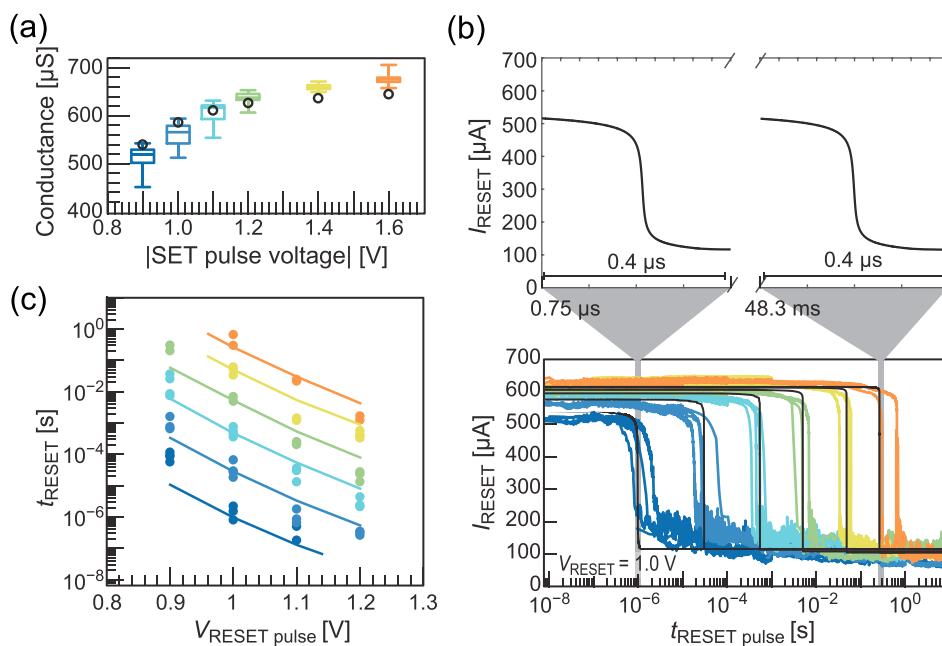 (a)
Conductance [µS]
700
600
500
400
0.8 1.0 1.2 1.4 1.6
|SET pulse voltage| [V]
(b)
I_RESET [µA]
700
600
500
400
300
200
100
0
0.4 µs 0.4 µs
0.75 µs 48.3 ms
I_RESET [µA]
700
600
500
400
300
200
100
0
V_RESET = 1.0 V
10^-8 10^-6 10^-4 10^-2 10^0
t_RESET pulse [s]
(c)
t_RESET [s]
10^0
10^-2
10^-4
10^-6
10^-8
0.8 0.9 1.0 1.1 1.2 1.3
V_RESET pulse [V]